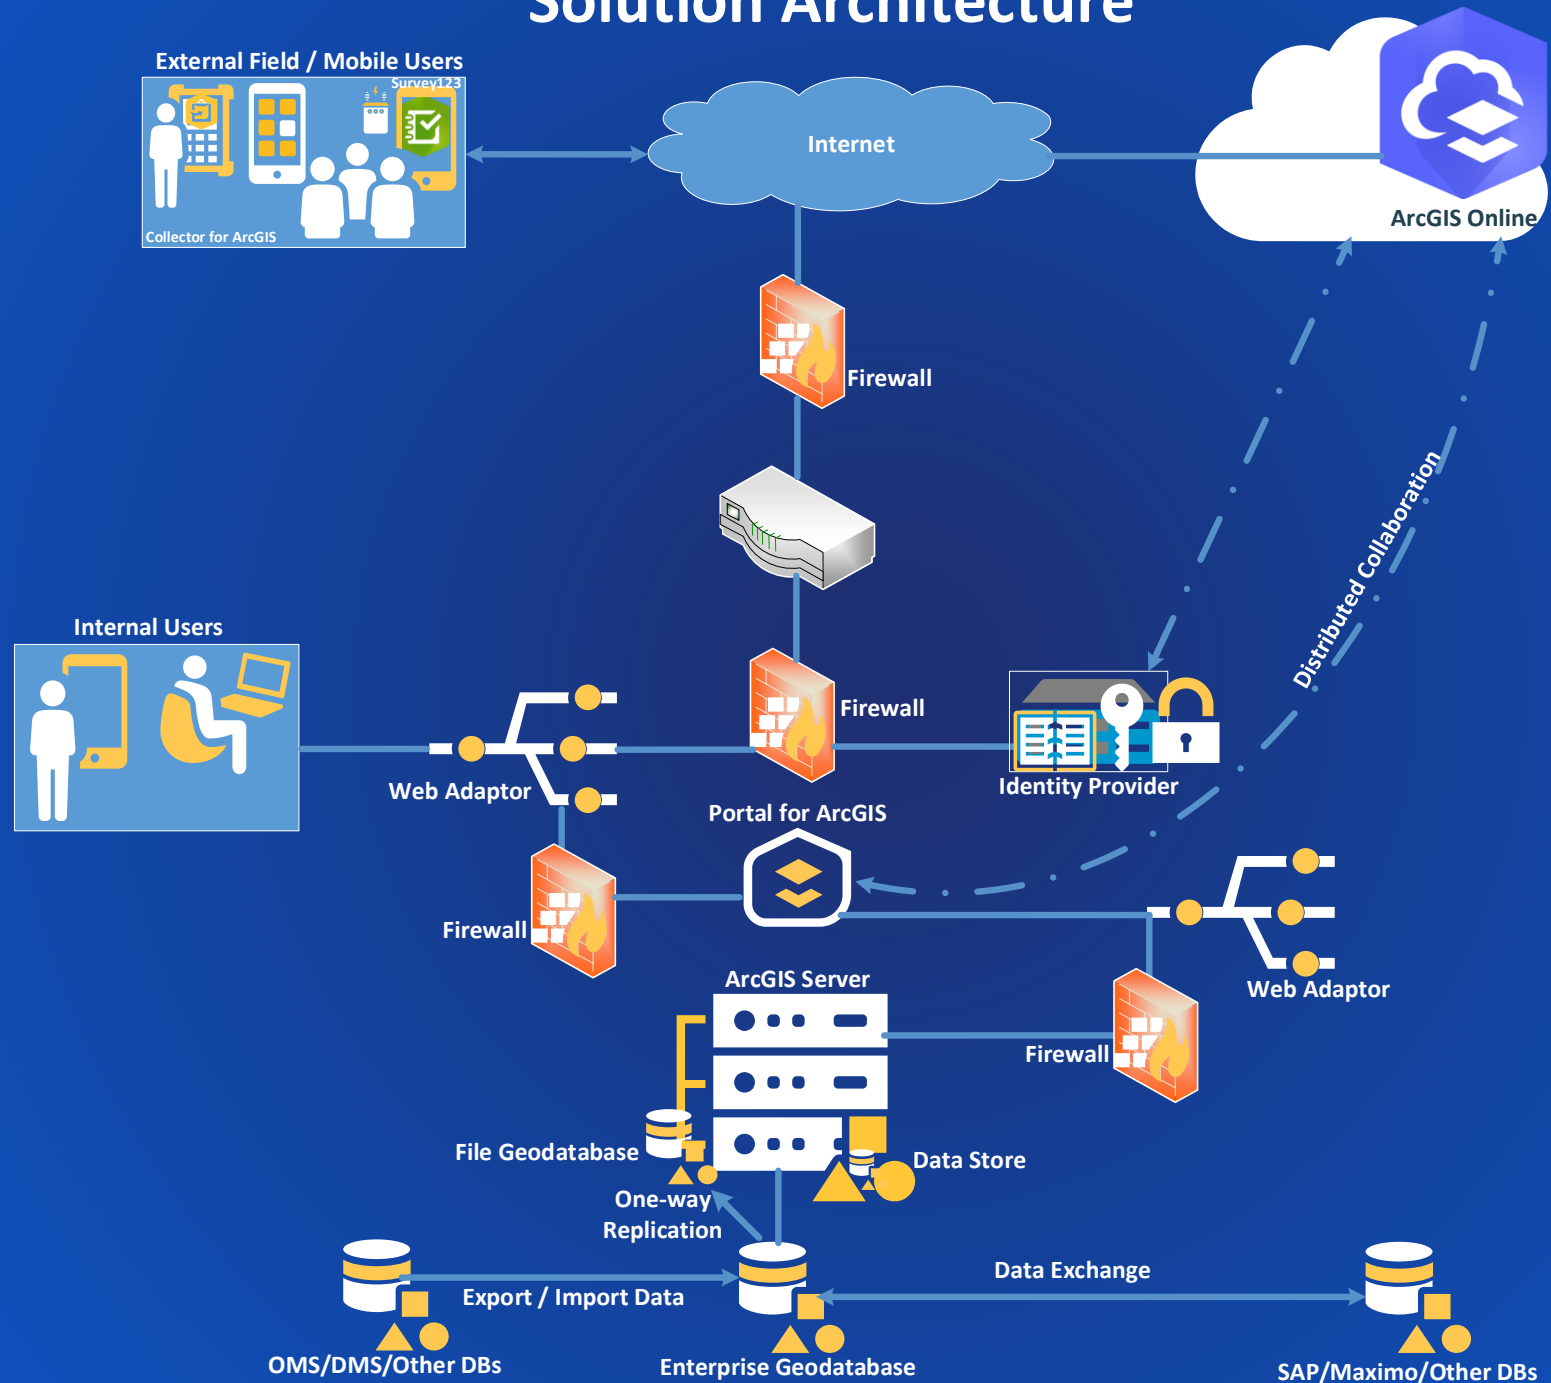 Solution Architecture
External Field / Mobile Users
Survey123
Collector for ArcGIS
Internet
ArcGIS Online
Firewall
Distributed Collaboration
Internal Users
Web Adaptor
Firewall
Identity Provider
Portal for ArcGIS
Firewall
Web Adaptor
ArcGIS Server
Firewall
File Geodatabase
Data Store
One-way
Replication
Data Exchange
Export / Import Data
OMS/DMS/Other DBs
Enterprise Geodatabase
SAP/Maximo/Other DBs